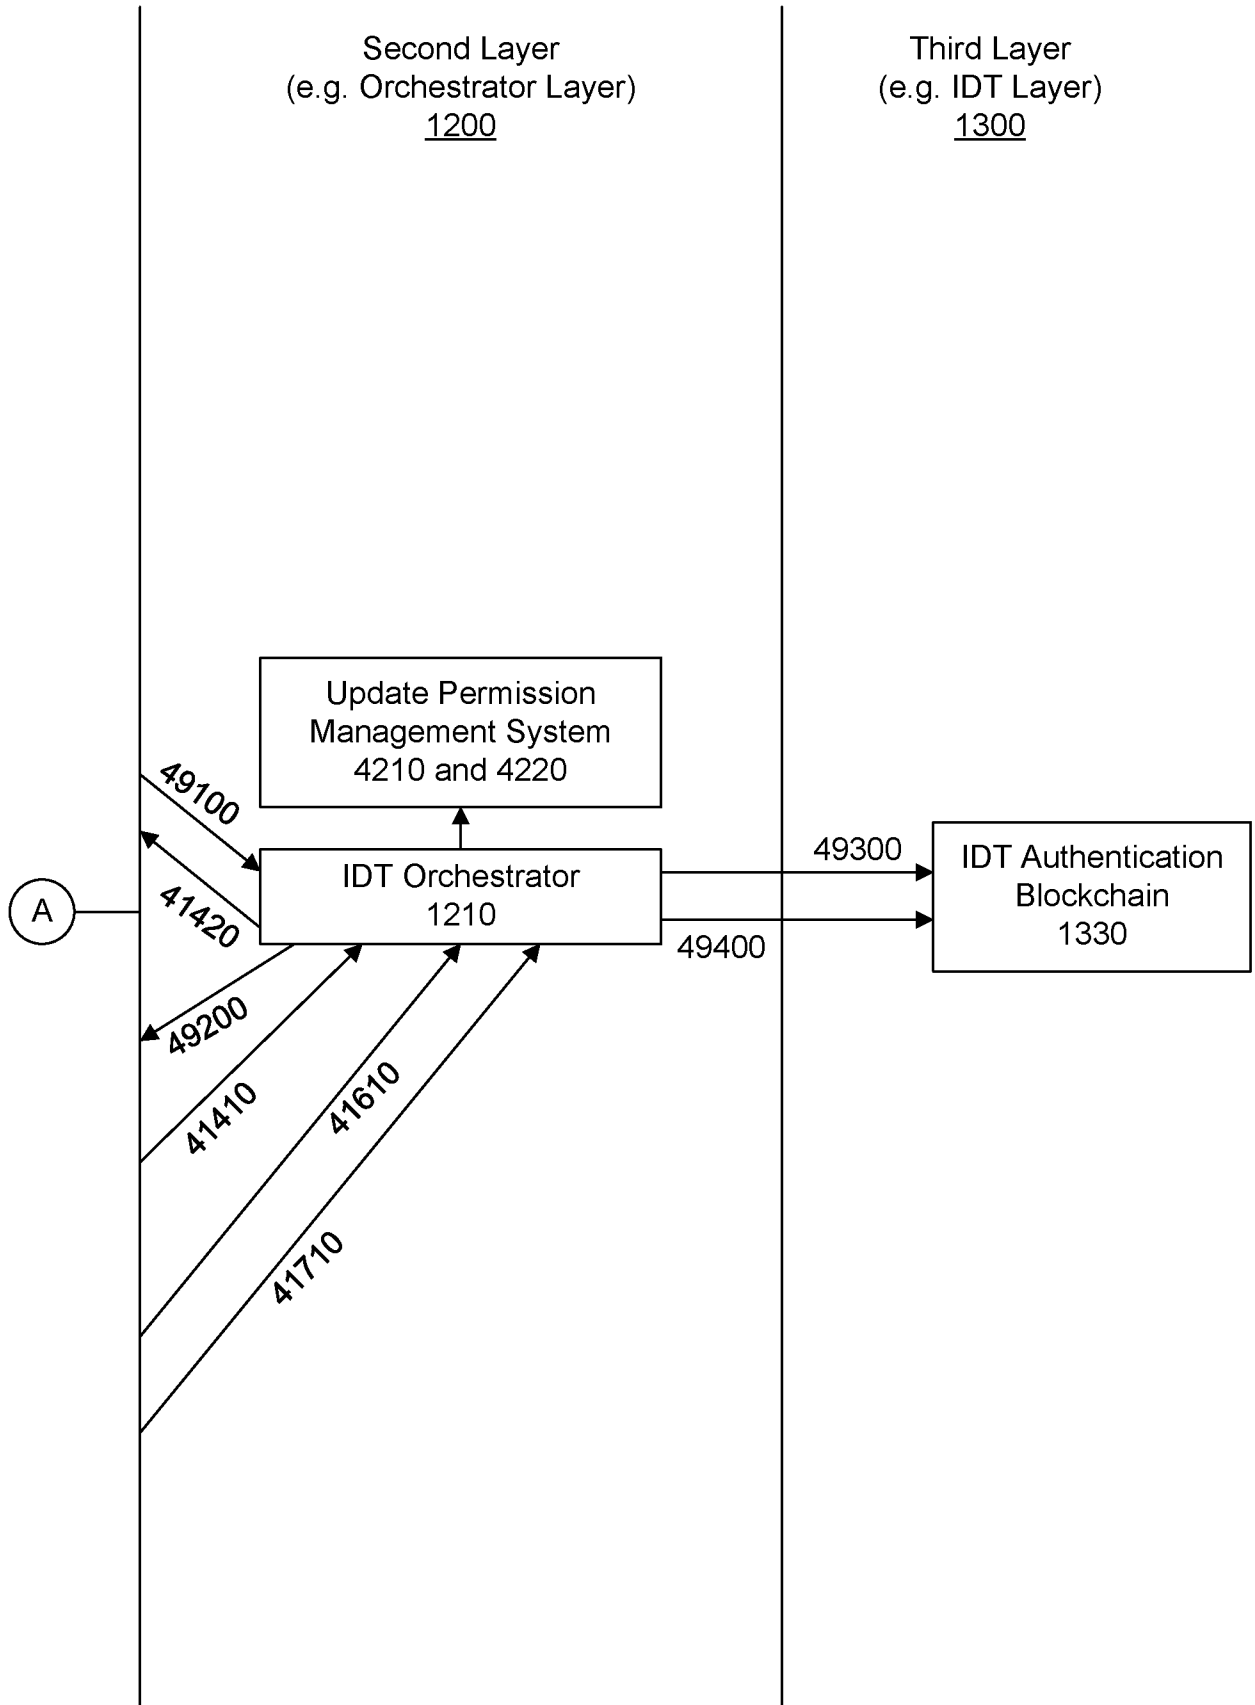 Second Layer
(e.g. Orchestrator Layer)
1200
Third Layer
(e.g. IDT Layer)
1300
Update Permission
Management System
4210 and 4220
49100
41420
A
IDT Orchestrator
1210
49300
49400
IDT Authentication
Blockchain
1330
49200
41410
41610
41710